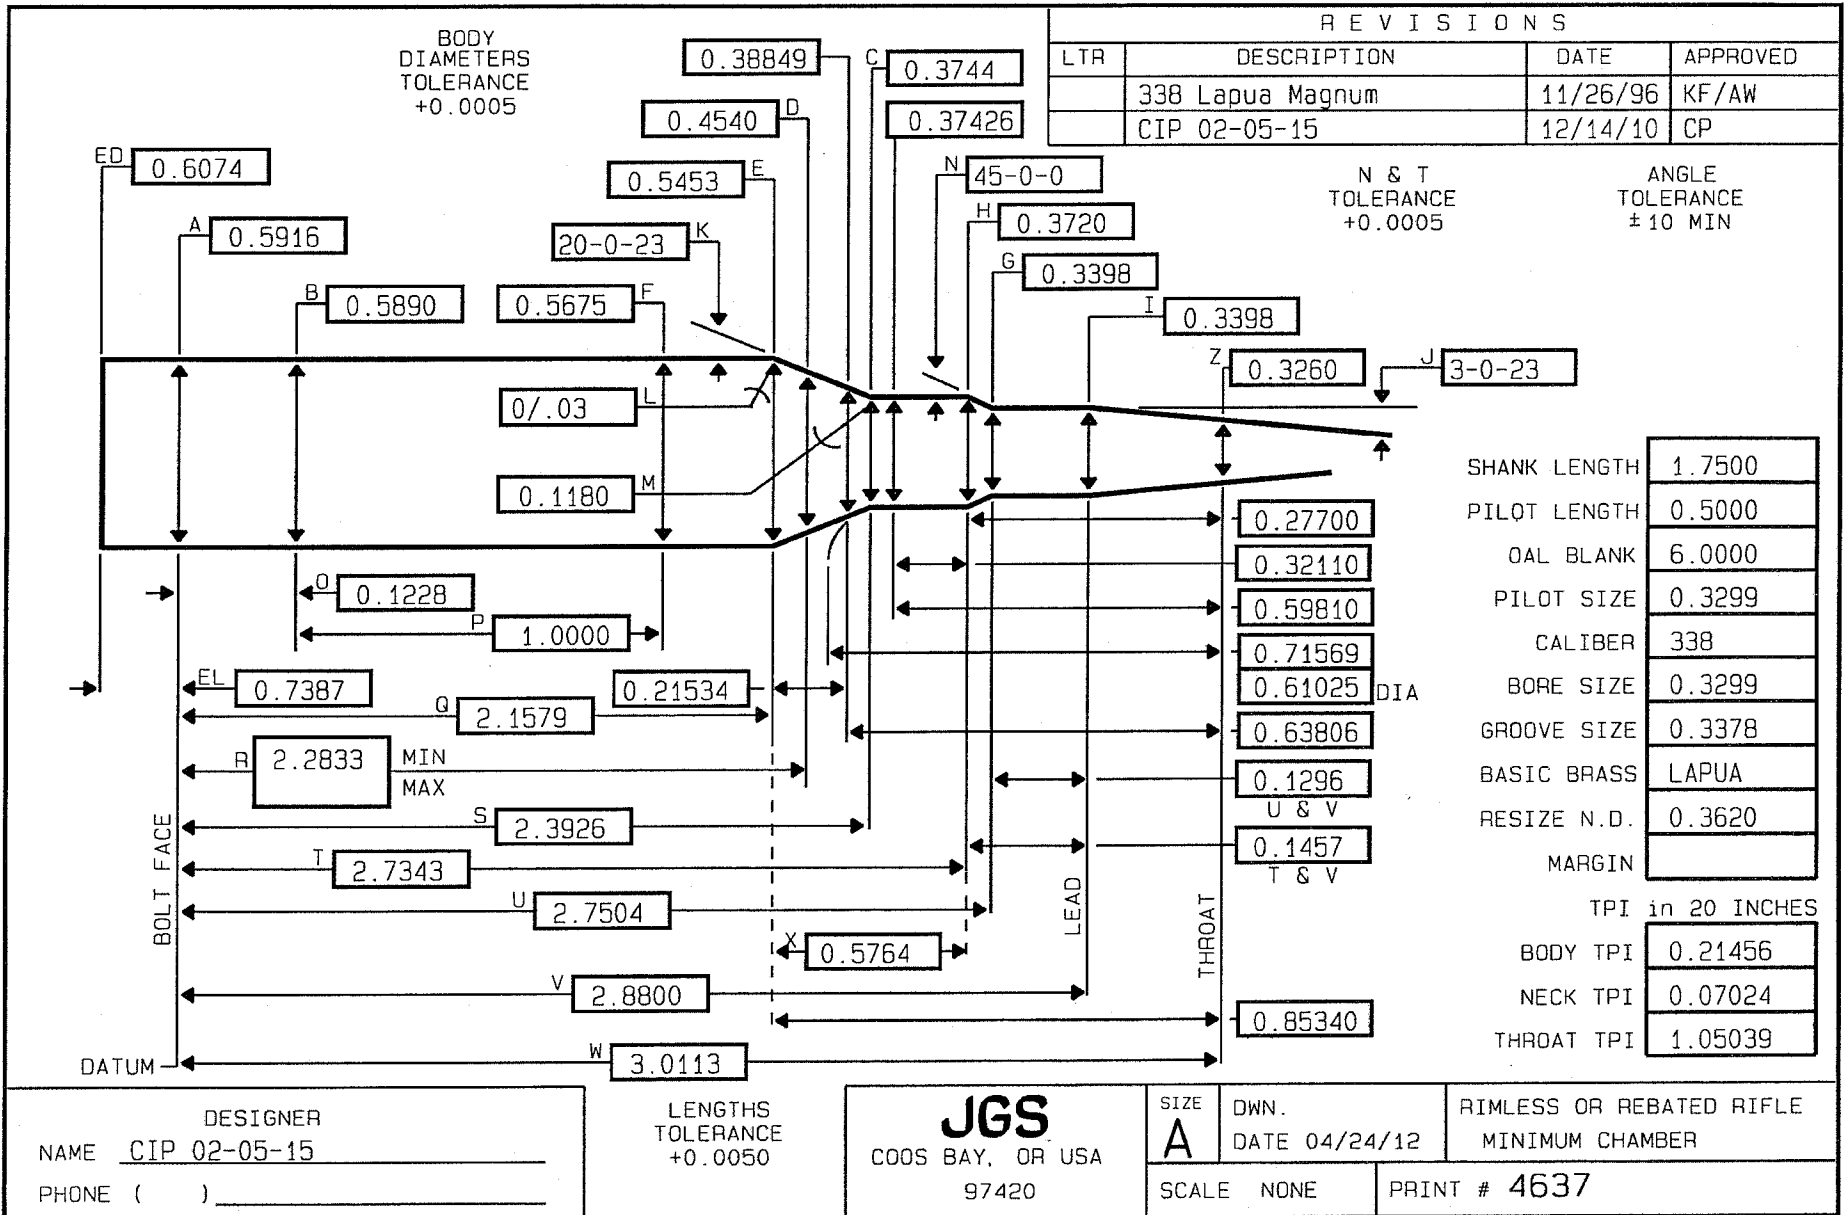 REVISIONS
LTR DESCRIPTION DATE APPROVED
338 Lapua Magnum 11/26/96 KF/AW
CIP 02-05-15 12/14/10 CP
BODY
DIAMETERS
TOLERANCE
+0.0005
0.38849
C 0.3744
0.4540 D
0.37426
ED 0.6074
0.5453 E
N 45-0-0
N & T
TOLERANCE
+0.0005
ANGLE
TOLERANCE
±10 MIN
A 0.5916
20-0-23 K
H 0.3720
G 0.3398
B 0.5890
0.5675 F
I 0.3398
Z 0.3260
J 3-0-23
0/.03 L
0.1180 M
SHANK LENGTH 1.7500
PILOT LENGTH 0.5000
OAL BLANK 6.0000
PILOT SIZE 0.3299
CALIBER 338
BORE SIZE 0.3299
GROOVE SIZE 0.3378
BASIC BRASS LAPUA
RESIZE N.D. 0.3620
MARGIN
0.27700
0.32110
O 0.1228
0.59810
P 1.0000
0.71569
EL 0.7387
0.21534
0.61025 DIA
Q 2.1579
0.63806
R 2.2833 MIN
MAX
0.1296
U & V
S 2.3926
0.1457
T & V
T 2.7343
U 2.7504
X 0.5764
V 2.8800
0.85340
W 3.0113
BOLT FACE
LEAD
THROAT
DATUM
TPI in 20 INCHES
BODY TPI 0.21456
NECK TPI 0.07024
THROAT TPI 1.05039
DESIGNER
NAME CIP 02-05-15
PHONE ( )
LENGTHS
TOLERANCE
+0.0050
JGS
COOS BAY, OR USA
97420
SIZE
A
DWN.
DATE 04/24/12
RIMLESS OR REBATED RIFLE
MINIMUM CHAMBER
SCALE NONE
PRINT # 4637